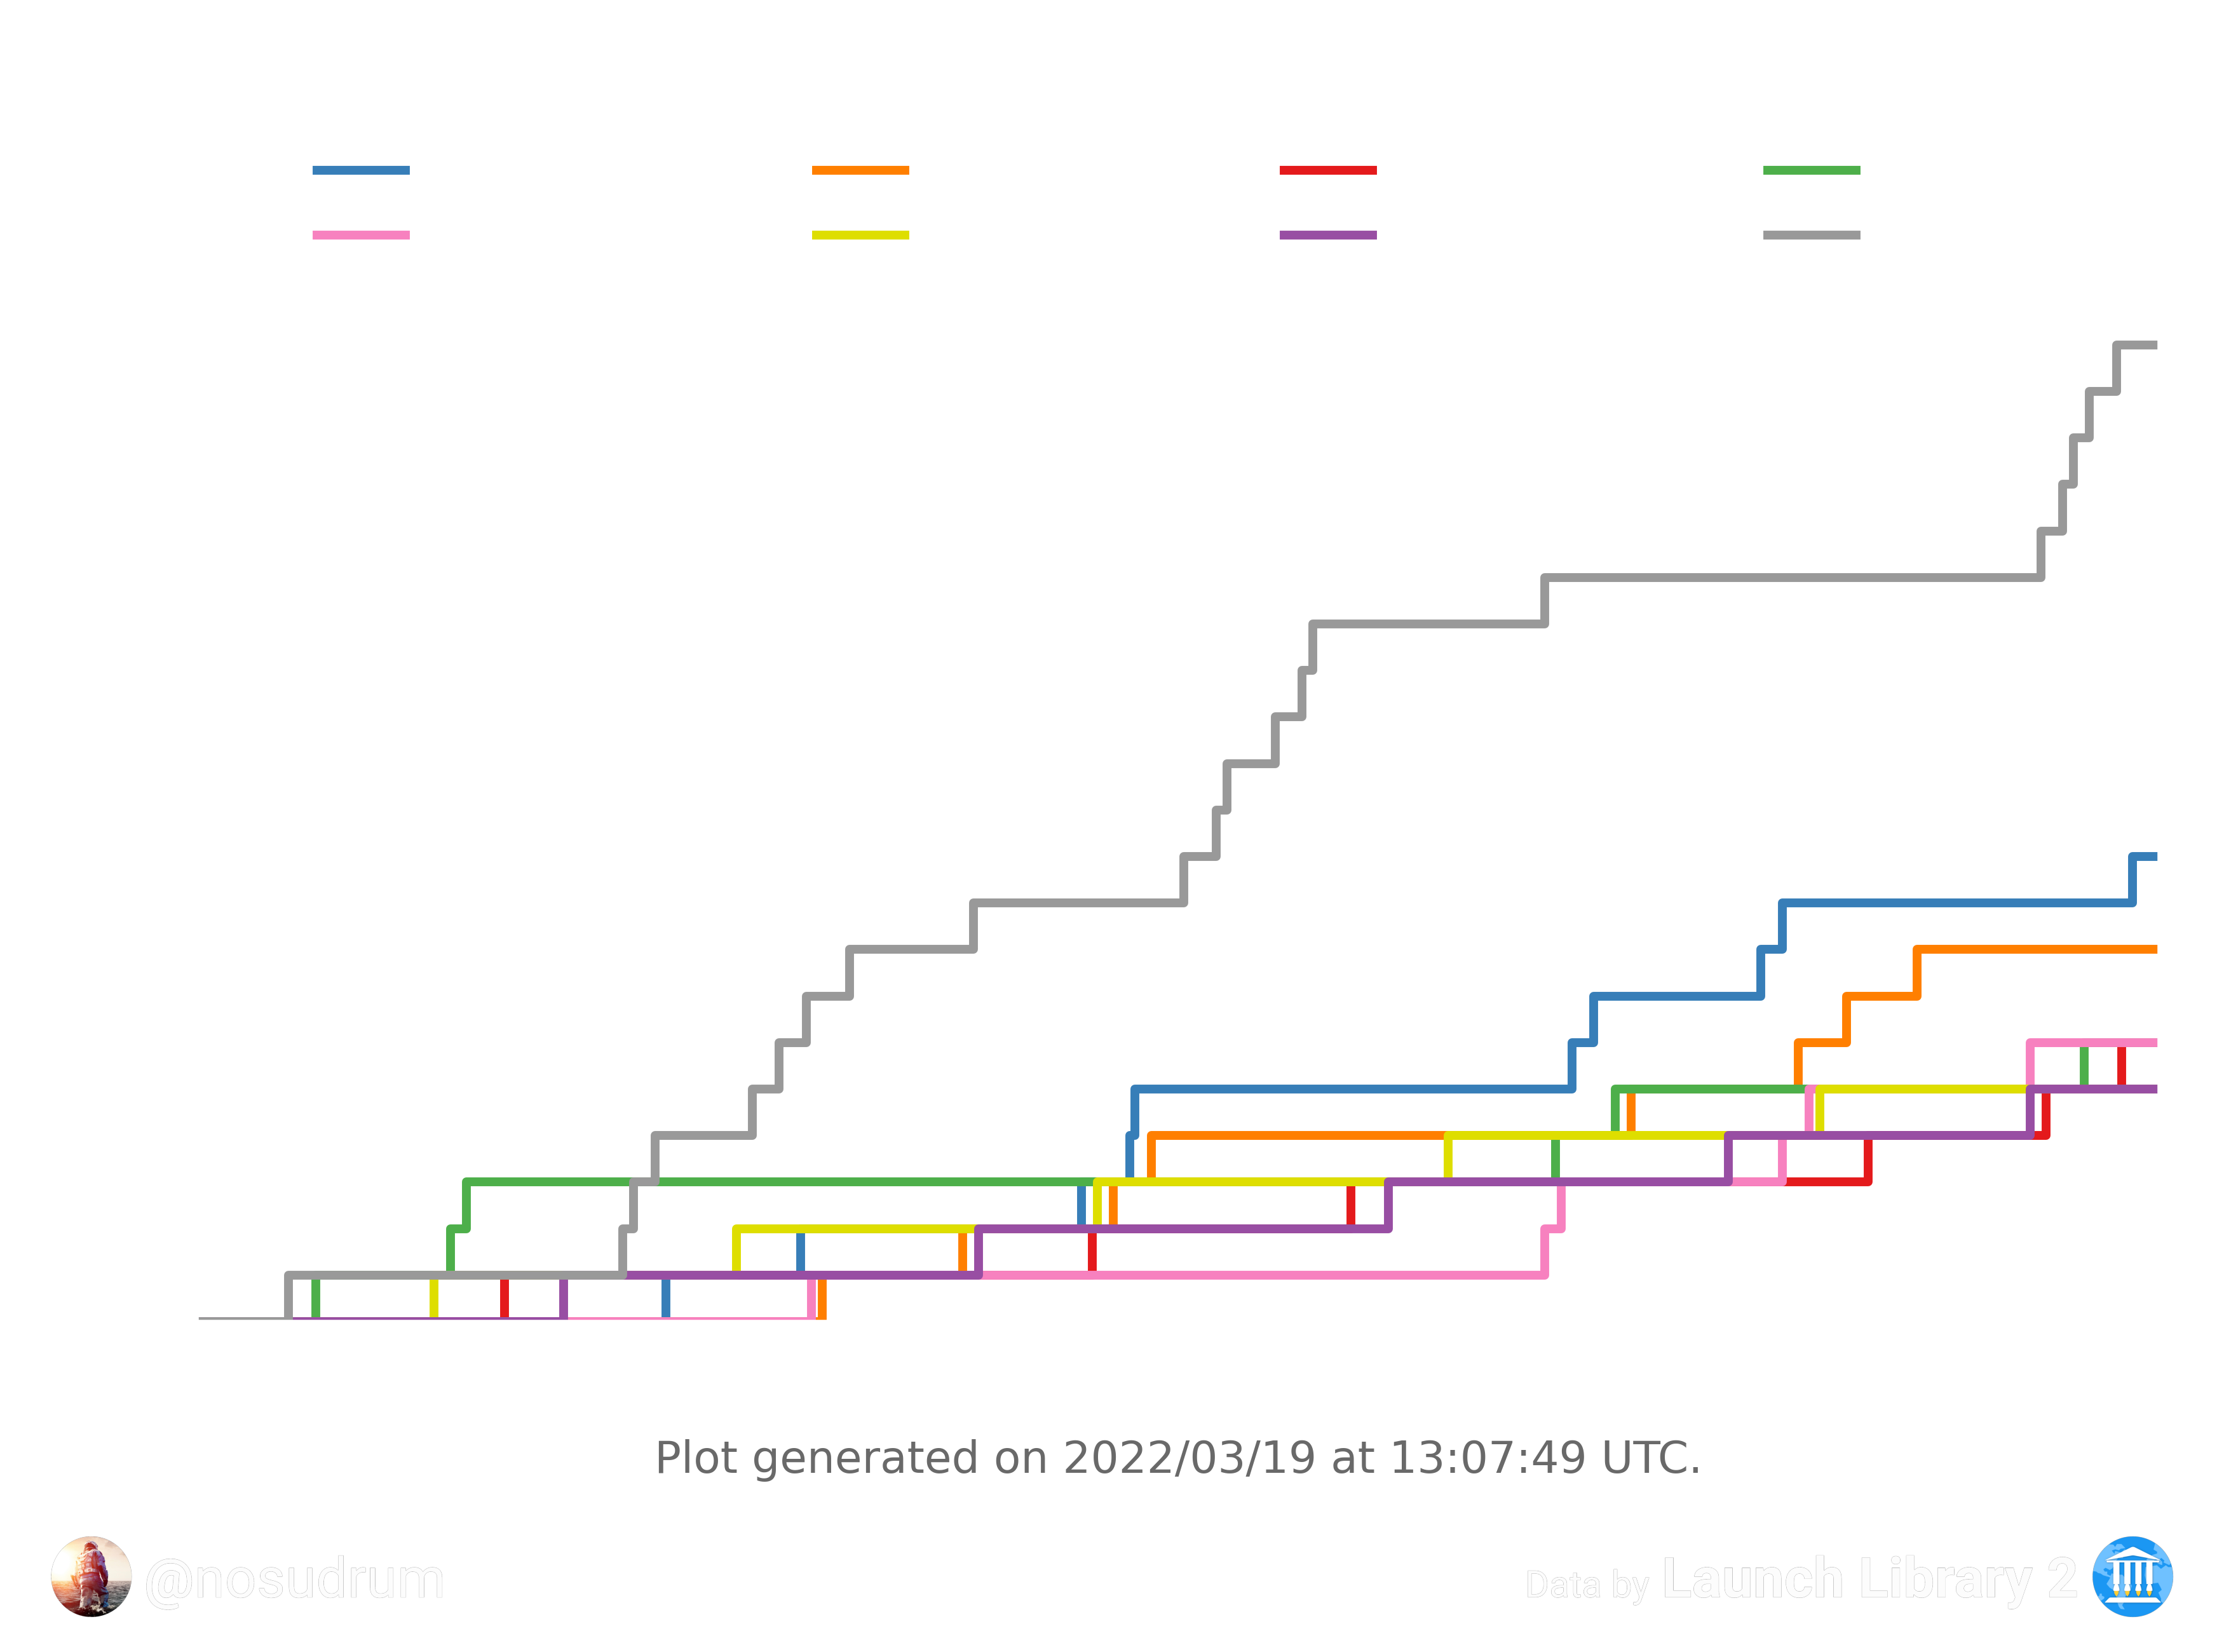 Plot generated on 2022/03/19 at 13:07:49 UTC.
@nosudrum
Data by Launch Library 2